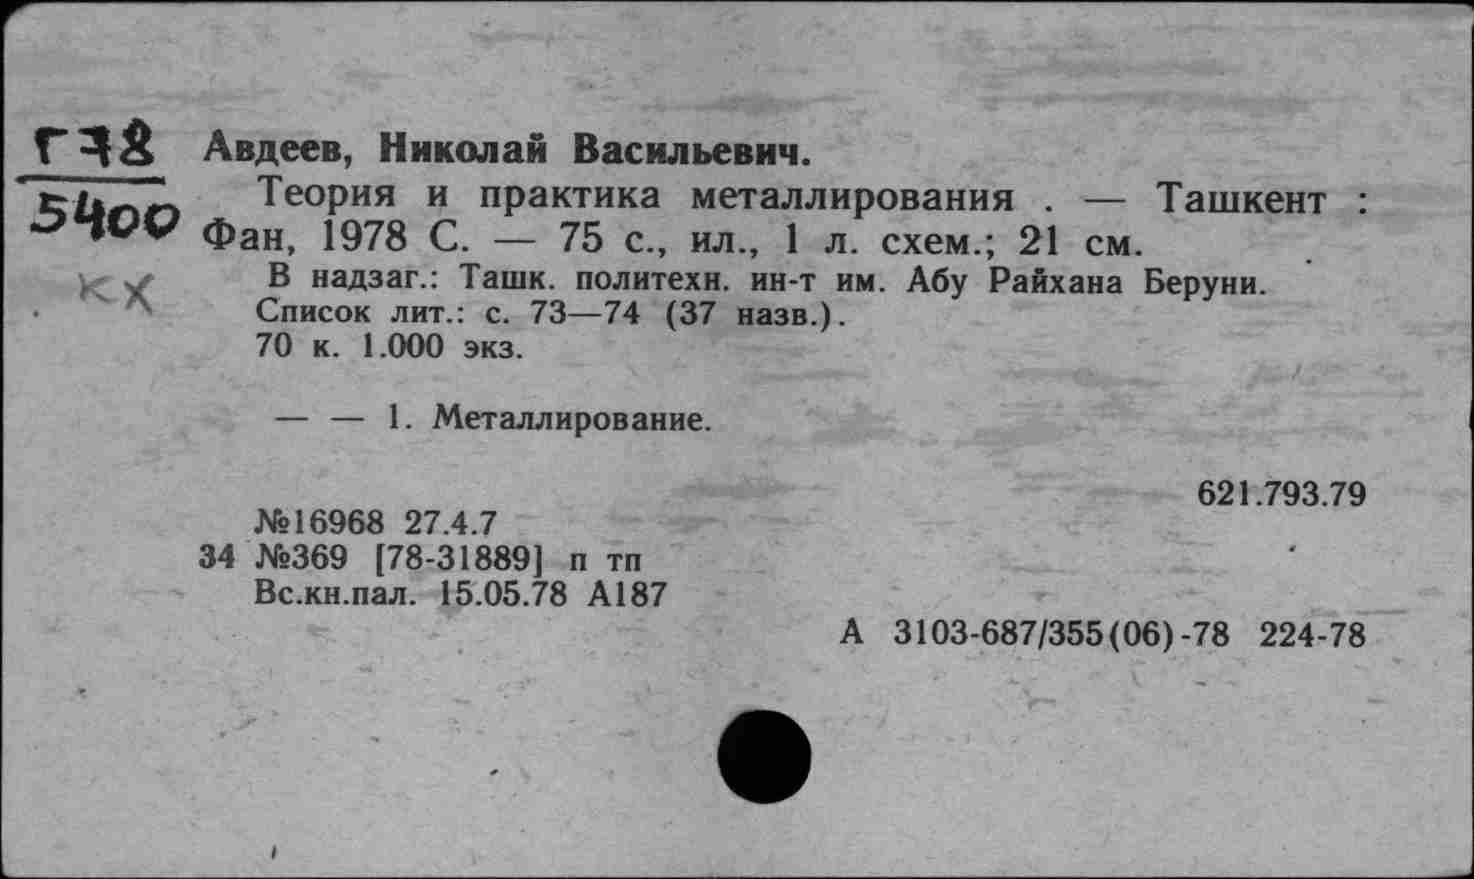 Г78 Авдеев, Николай Васильевич.
5400 Теория и практика металлирования . — Ташкент :
Фан, 1978 С. — 75 с., ил., 1 л. схем.; 21 см.
КХ В надзаг.: Ташк. политехн. ин-т им. Абу Райхана Беруни.
Список лит.: с. 73—74 (37 назв.).
70 к. 1.000 экз.
— — 1. Металлирование.
621.793.79
№16968 27.4.7
34 №369 [78-31889] п тп
Вс.кн.пал. 15.05.78 А187
А 3103-687/355(06)-78 224-78